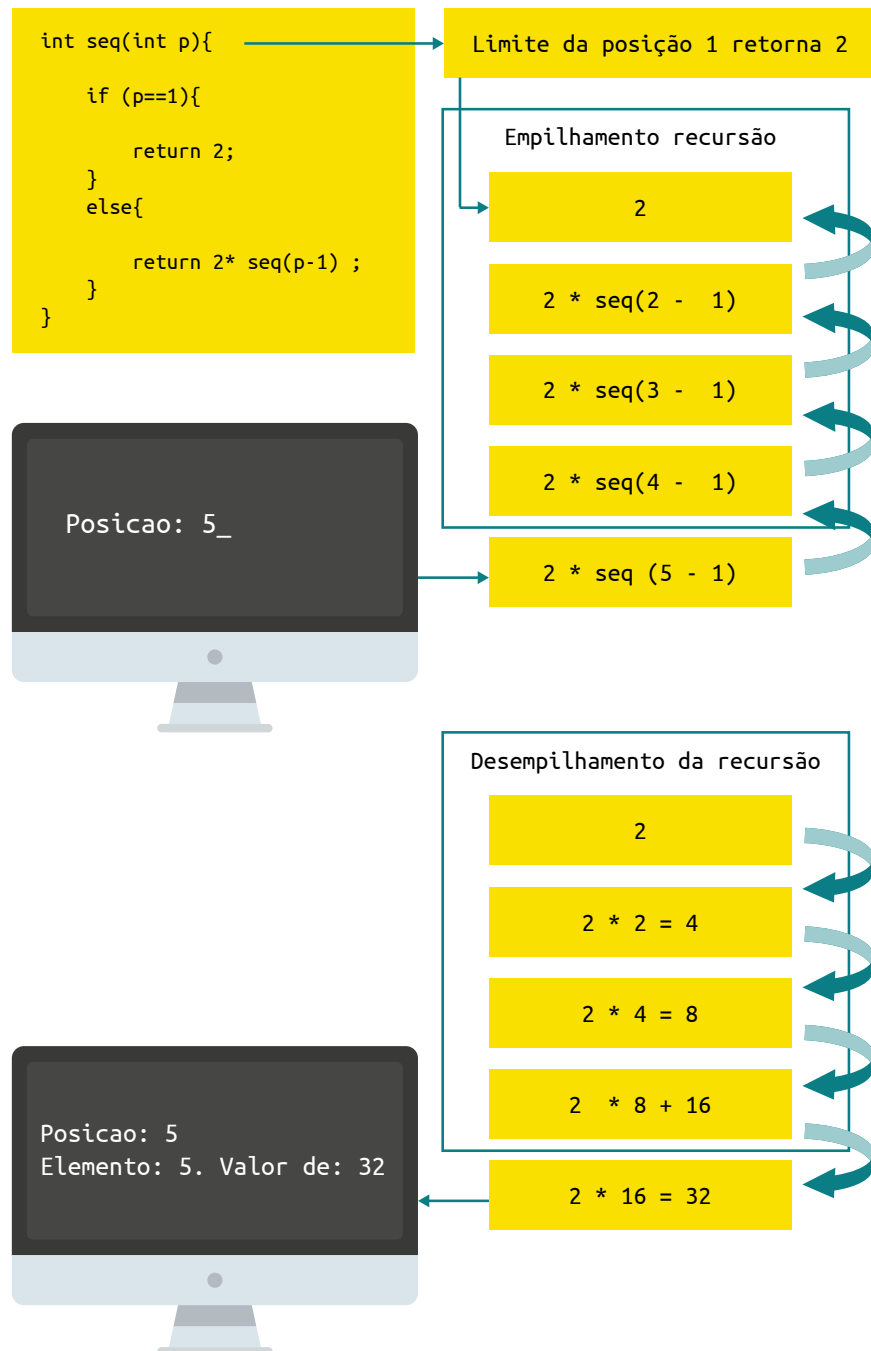 int seq(int p){
if (p==1){
return 2;
}
else{
return 2* seq(p-1) ;
}
}
Limite da posição 1 retorna 2
Empilhamento recursão
2
2 * seq(2 -  1)
2 * seq(3 -  1)
2 * seq(4 -  1)
2 * seq (5 - 1)
Posicao: 5_
Desempilhamento da recursão
2
2 * 2 = 4
2 * 4 = 8
2  * 8 + 16
2 * 16 = 32
Posicao: 5
Elemento: 5. Valor de: 32